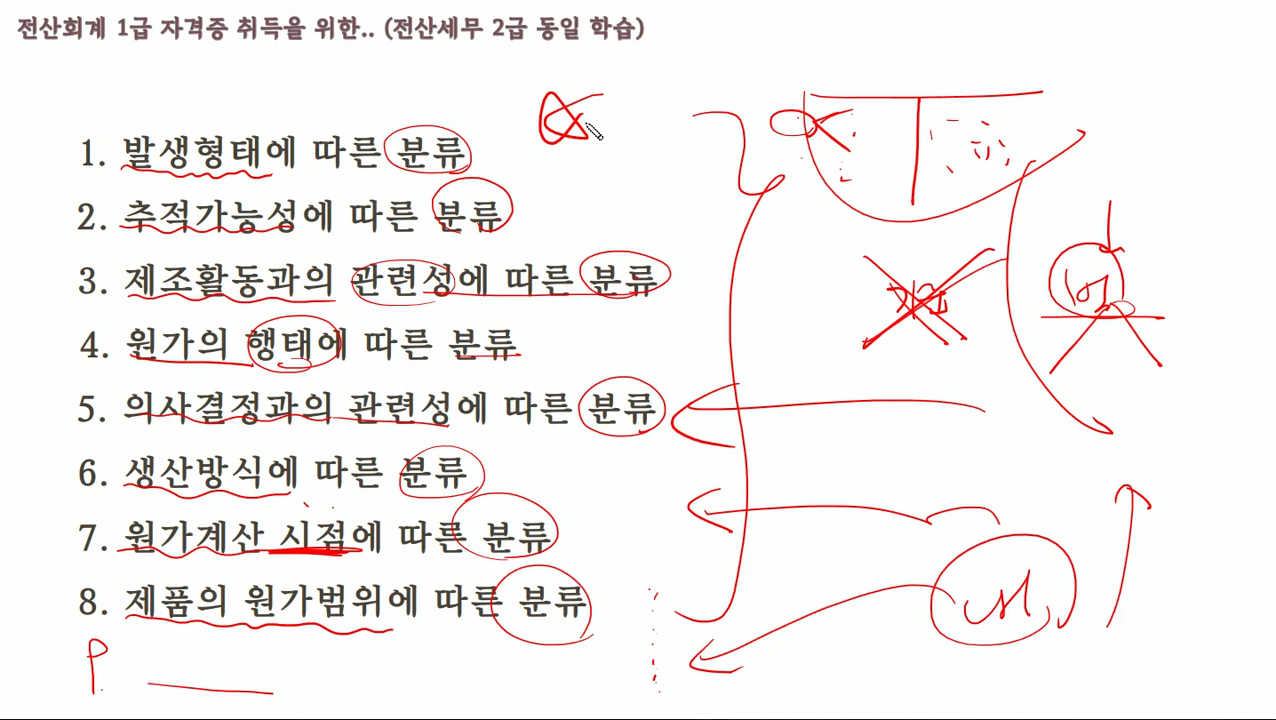 전산회계 1급 자격증 취득을 위한.. (전산세무 2급 동일 학습)
1. 발생형태에 따른 분류
2. 추적가능성에 따른 분류
3. 제조활동과의 관련성에 따른 분류
4. 원가의 행태에 따른 분류
5. 의사결정과의 관련성에 따른 분류
6. 생산방식에 따른 분류
7. 원가계산 시점에 따른 분류
8. 제품의 원가범위에 따른 분류
P.